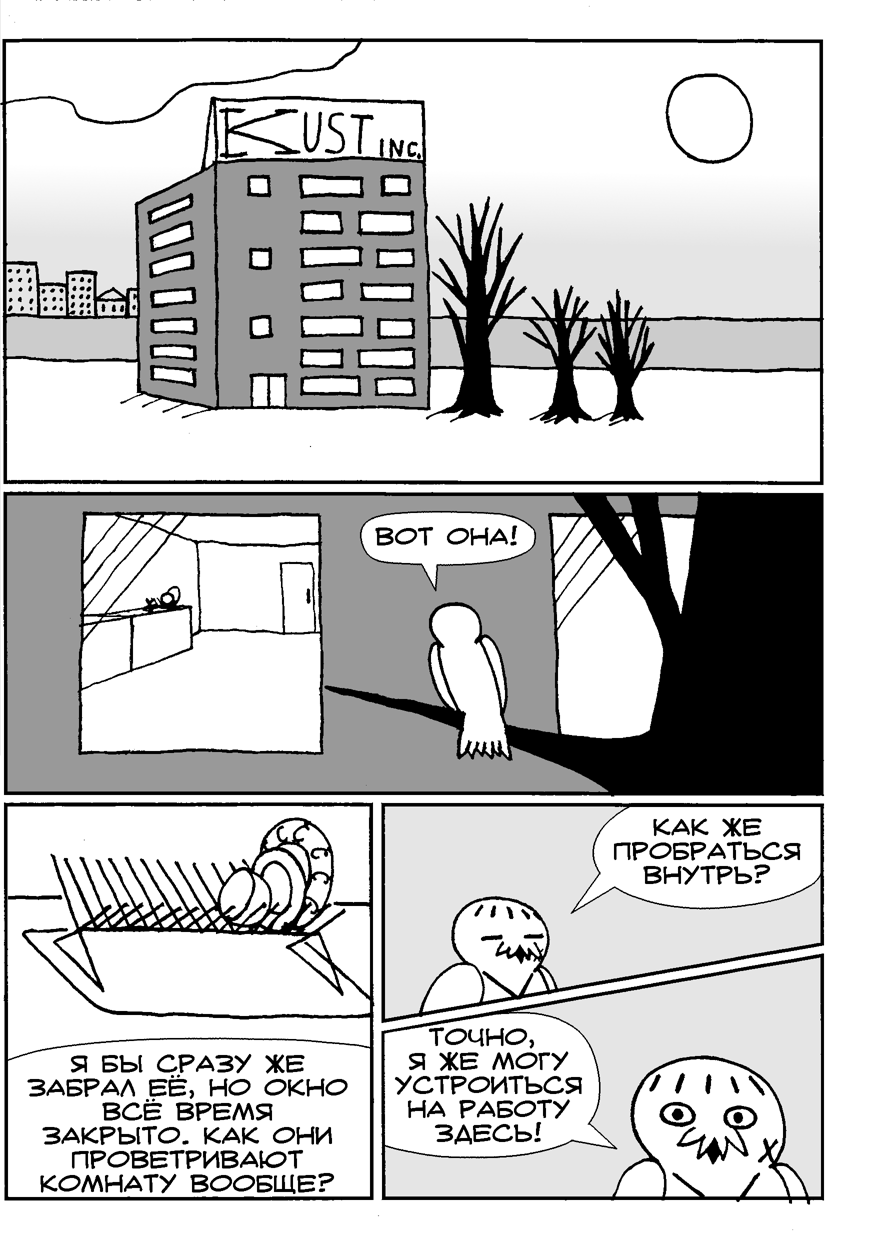 KUST INC.
ВОТ ОНА!
Я БЫ СРАЗУ ЖЕ
ЗАБРАЛ ЕЁ, НО ОКНО
ВСЁ ВРЕМЯ
ЗАКРЫТО. КАК ОНИ
ПРОВЕТРИВАЮТ
КОМНАТУ ВООБЩЕ?
КАК ЖЕ
ПРОБРАТЬСЯ
ВНУТРЬ?
ТОЧНО,
Я ЖЕ МОГУ
УСТРОИТЬСЯ
НА РАБОТУ
ЗДЕСЬ!